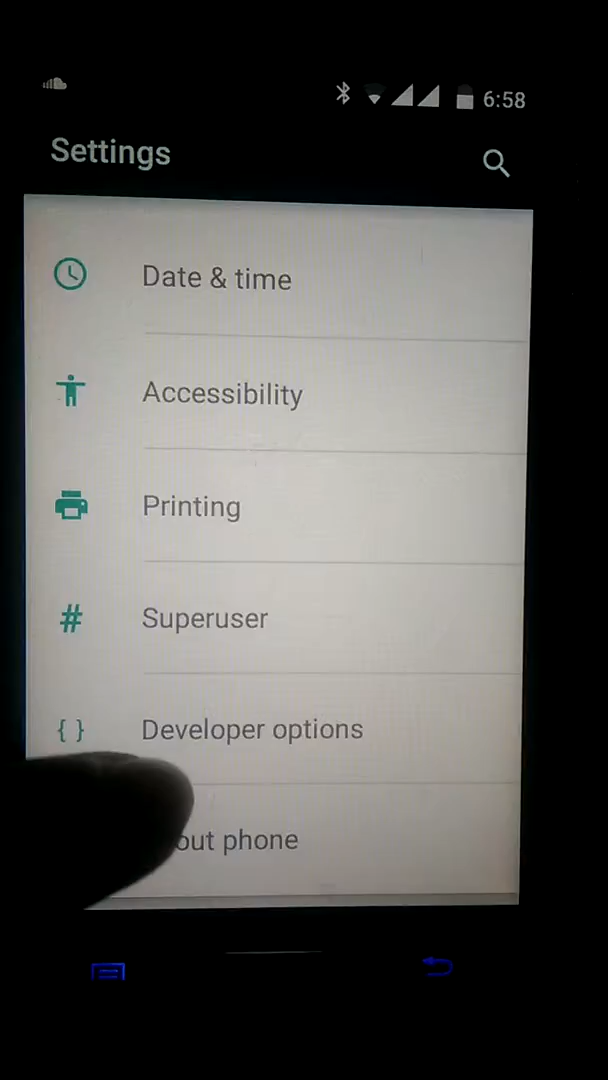 6:58
Settings
Date & time
Accessibility
Printing
# Superuser
{ } Developer options
out phone